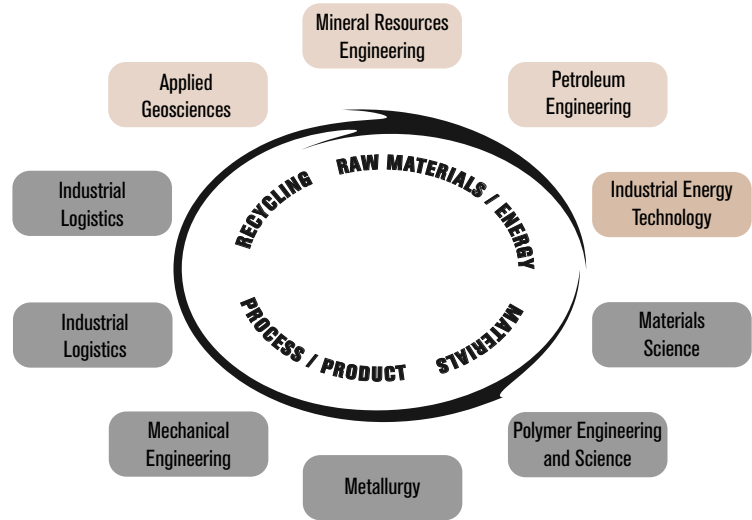 Mineral Resources
Engineering
Applied
Geosciences
Petroleum
Engineering
RECYCLING
RAW MATERIALS / ENERGY
Industrial
Logistics
Industrial Energy
Technology
Industrial
Logistics
Materials
Science
PROCESS / PRODUCT
MATERIALS
Mechanical
Engineering
Polymer Engineering
and Science
Metallurgy